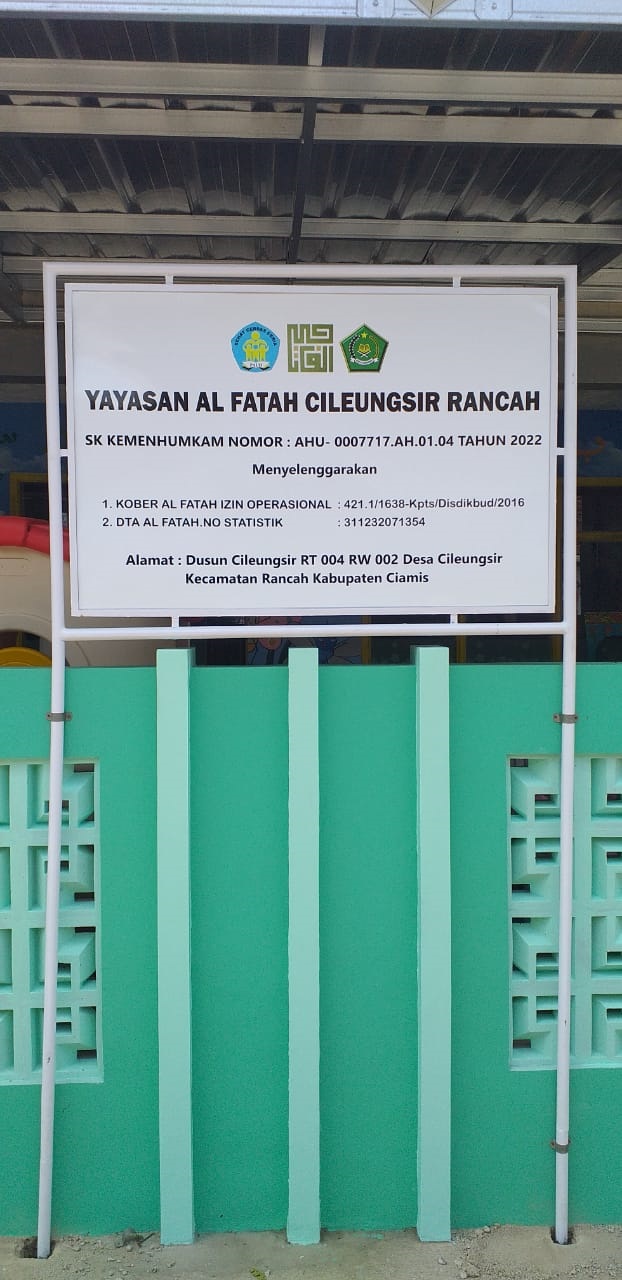 YAYASAN AL FATAH CILEUNGSIR RANCAH
SK KEMENHUMKAM NOMOR : AHU- 0007717.AH.01.04 TAHUN 2022
Menyelenggarakan
1. KOBER AL FATAH IZIN OPERASIONAL : 421.1/1638-Kpts/Disdikbud/2016
2. DTA AL FATAH.NO STATISTIK : 311232071354
Alamat : Dusun Cileungsir RT 004 RW 002 Desa Cileungsir
Kecamatan Rancah Kabupaten Ciamis